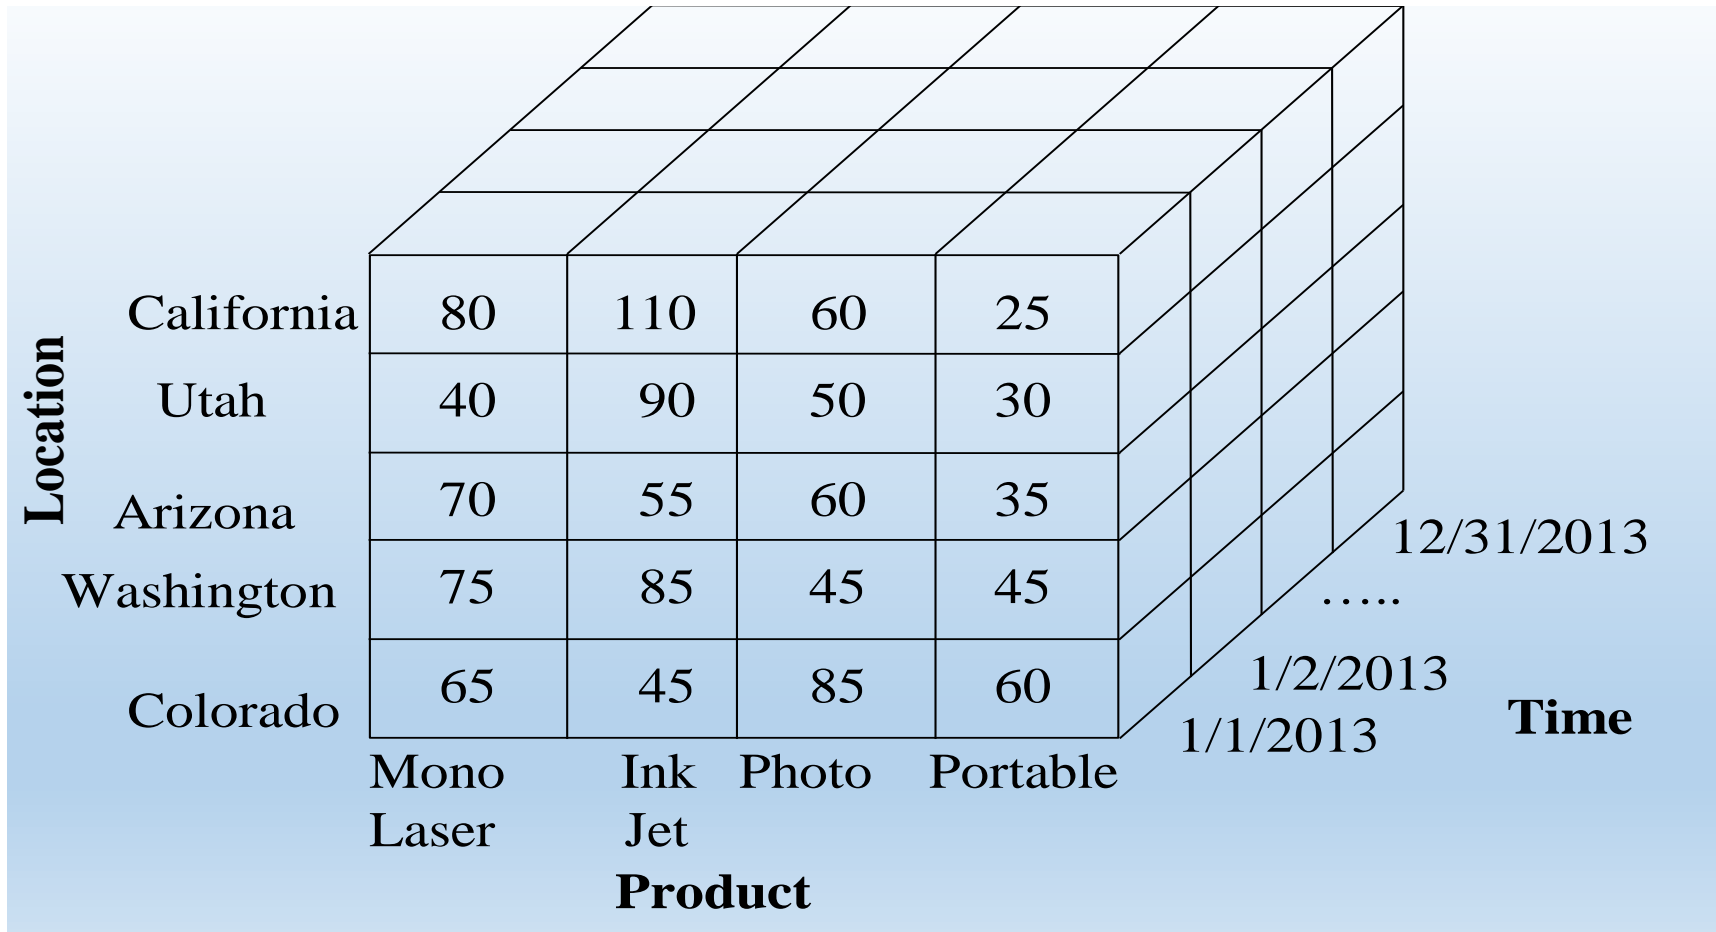 California 80 110 60 25
Utah 40 90 50 30
Location
Arizona 70 55 60 35
12/31/2013
Washington 75 85 45 45
.....
Colorado 65 45 85 60
1/2/2013
1/1/2013
Time
Mono Ink Photo Portable
Laser Jet
Product